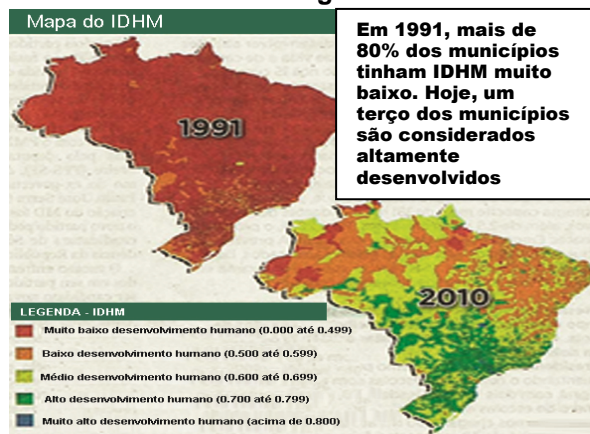 Mapa do IDHM
Em 1991, mais de
80% dos municípios
tinham IDHM muito
baixo. Hoje, um
terço dos municípios
são considerados
altamente
desenvolvidos
1991
2010
LEGENDA - IDHM
Muito baixo desenvolvimento humano (0.000 até 0.499)
Baixo desenvolvimento humano (0.500 até 0.599)
Médio desenvolvimento humano (0.600 até 0.699)
Alto desenvolvimento humano (0.700 até 0.799)
Muito alto desenvolvimento humano (acima de 0.800)